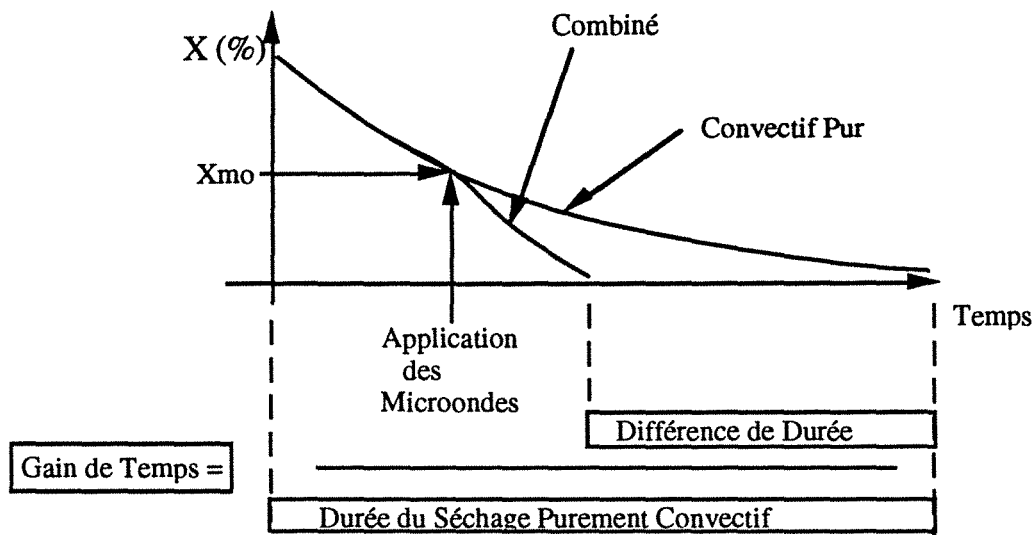 Combiné
X (%)
Convectif Pur
Xmo
Temps
Application
des
Microondes
Différence de Durée
Gain de Temps =
Durée du Séchage Purement Convectif